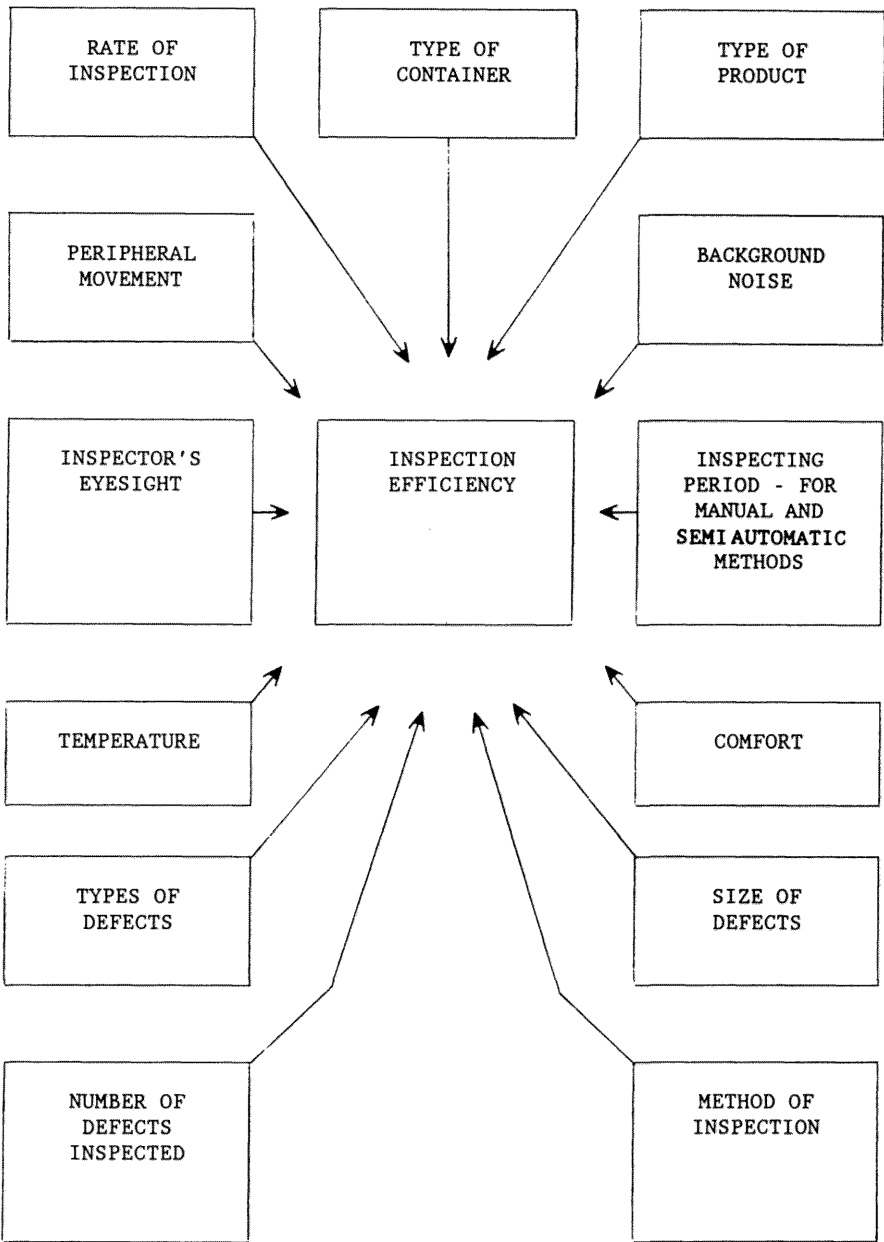 RATE OF
INSPECTION
TYPE OF
CONTAINER
TYPE OF
PRODUCT
PERIPHERAL
MOVEMENT
BACKGROUND
NOISE
INSPECTOR'S
EYESIGHT
INSPECTION
EFFICIENCY
INSPECTING
PERIOD - FOR
MANUAL AND
SEMIAUTOMATIC
METHODS
TEMPERATURE
COMFORT
TYPES OF
DEFECTS
SIZE OF
DEFECTS
NUMBER OF
DEFECTS
INSPECTED
METHOD OF
INSPECTION